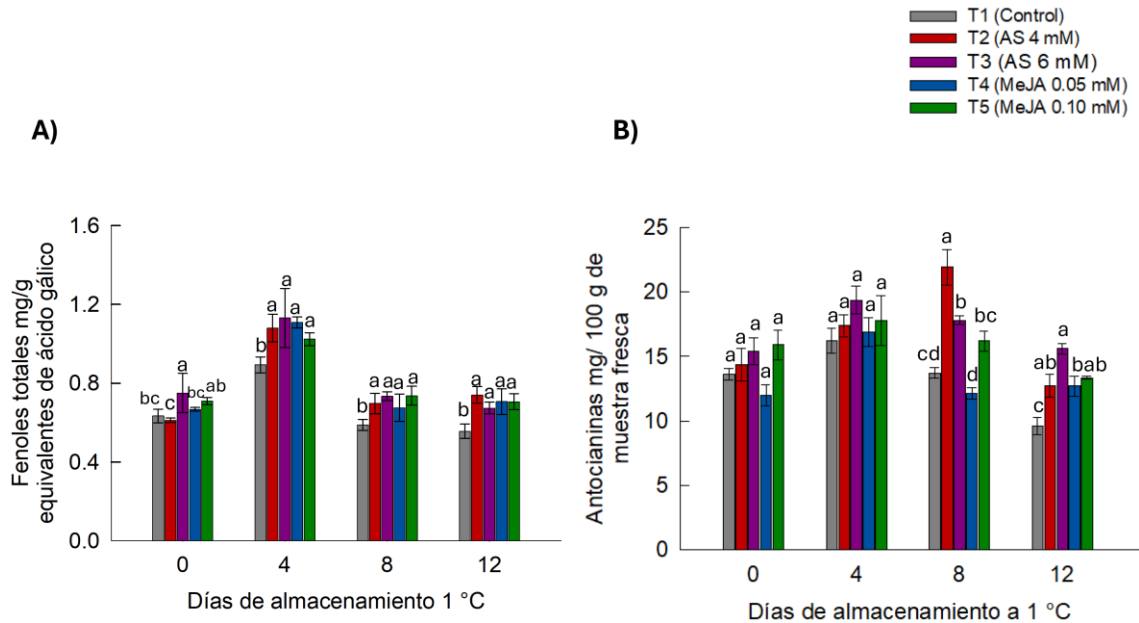 T1 (Control)
T2 (AS 4 mM)
T3 (AS 6 mM)
T4 (MeJA 0.05 mM)
T5 (MeJA 0.10 mM)
A)
Fenoles totales mg/g
equivalentes de ácido gálico
1.6
1.2
0.8
0.4
0.0
bc c a bc ab
b a a a a
b a a a a
b a a a a
0 4 8 12
Días de almacenamiento 1 °C
B)
Antocianinas mg/ 100 g de
muestra fresca
25
20
15
10
5
0
a a a a a
a a a a a
cd a b d bc
c ab a bab
0 4 8 12
Días de almacenamiento a 1 °C